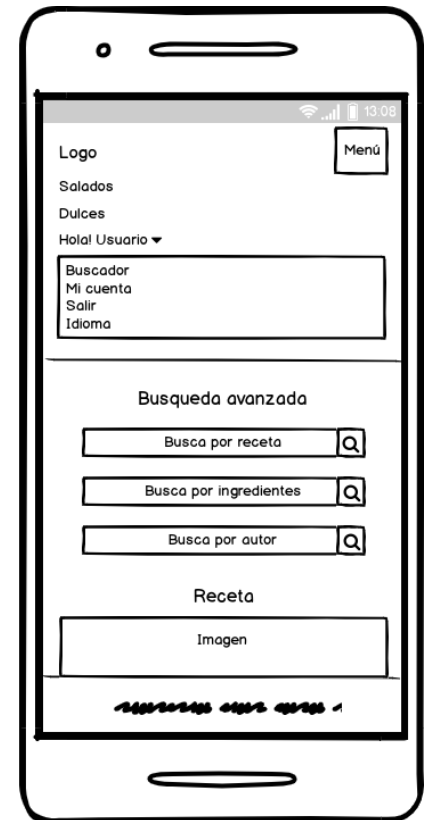 13:08
Logo
Menú
Salados
Dulces
Hola! Usuario
Buscador
Mi cuenta
Salir
Idioma
Busqueda avanzada
Busca por receta
Busca por ingredientes
Busca por autor
Receta
Imagen